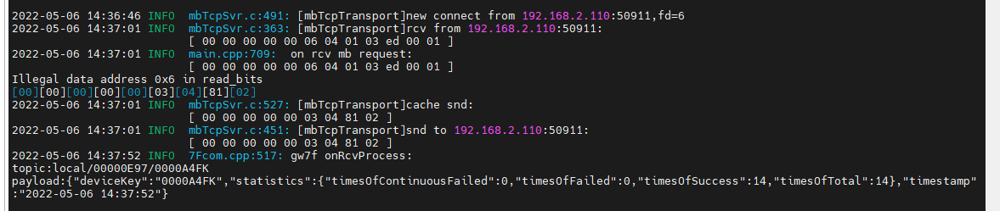 2022-05-06 14:36:46 INFO  mbTcpSvr.c:491: [mbTcpTransport]new connect from 192.168.2.110:50911,fd=6
2022-05-06 14:37:01 INFO  mbTcpSvr.c:363: [mbTcpTransport]rcv from 192.168.2.110:50911:
[ 00 00 00 00 00 06 04 01 03 ed 00 01 ]
2022-05-06 14:37:01 INFO  main.cpp:709:  on rcv mb request:
[ 00 00 00 00 00 06 04 01 03 ed 00 01 ]
Illegal data address 0x6 in read_bits
[00][00][00][00][00][03][04][81][02]
2022-05-06 14:37:01 INFO  mbTcpSvr.c:527: [mbTcpTransport]cache snd:
[ 00 00 00 00 00 03 04 81 02 ]
2022-05-06 14:37:01 INFO  mbTcpSvr.c:451: [mbTcpTransport]snd to 192.168.2.110:50911:
[ 00 00 00 00 00 03 04 81 02 ]
2022-05-06 14:37:52 INFO  7Fcom.cpp:517: gw7f onRcvProcess:
topic:local/00000E97/0000A4FK
payload:{"deviceKey":"0000A4FK","statistics":{"timesOfContinuousFailed":0,"timesOfFailed":0,"timesOfSuccess":14,"timesOfTotal":14},"timestamp"
:"2022-05-06 14:37:52"}